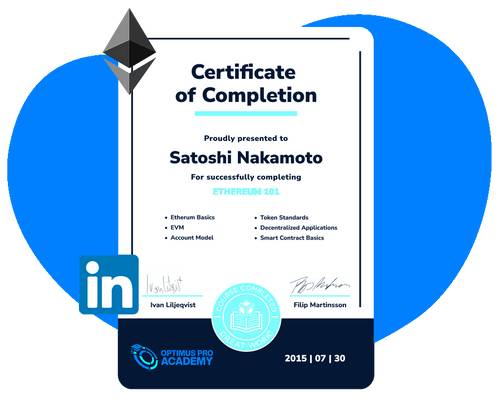 Certificate
of Completion
Proudly presented to
Satoshi Nakamoto
For successfully completing
ETHEREUM 101
• Etherum Basics
• EVM
• Account Model
• Token Standards
• Decentralized Applications
• Smart Contract Basics
in
Ivan Liljeqvist
Filip Martinsson
COURSE COMPLETED
GREAT WORK
OPTIMUS PRO
ACADEMY
2015 | 07 | 30